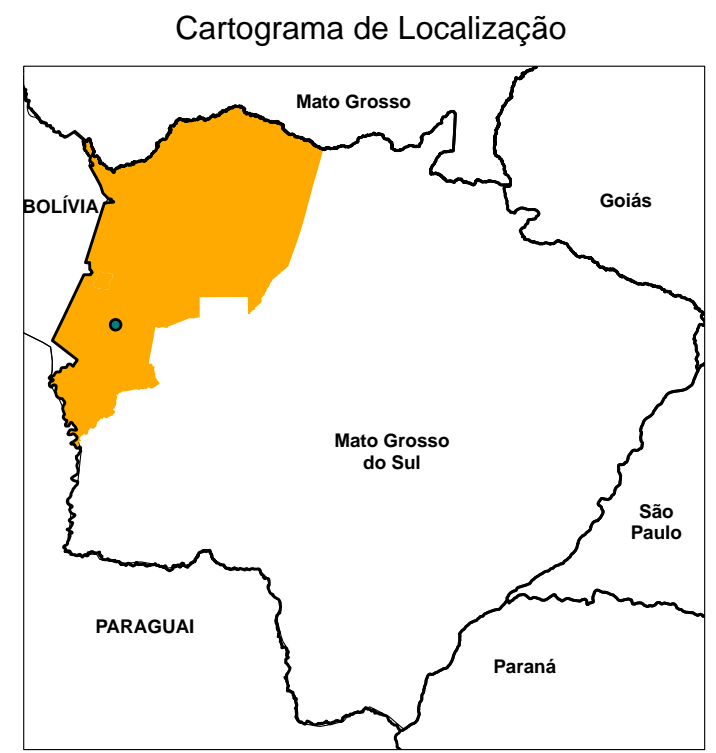 Cartograma de Localização
Mato Grosso
BOLÍVIA
Goiás
Mato Grosso
do Sul
São
Paulo
PARAGUAI
Paraná